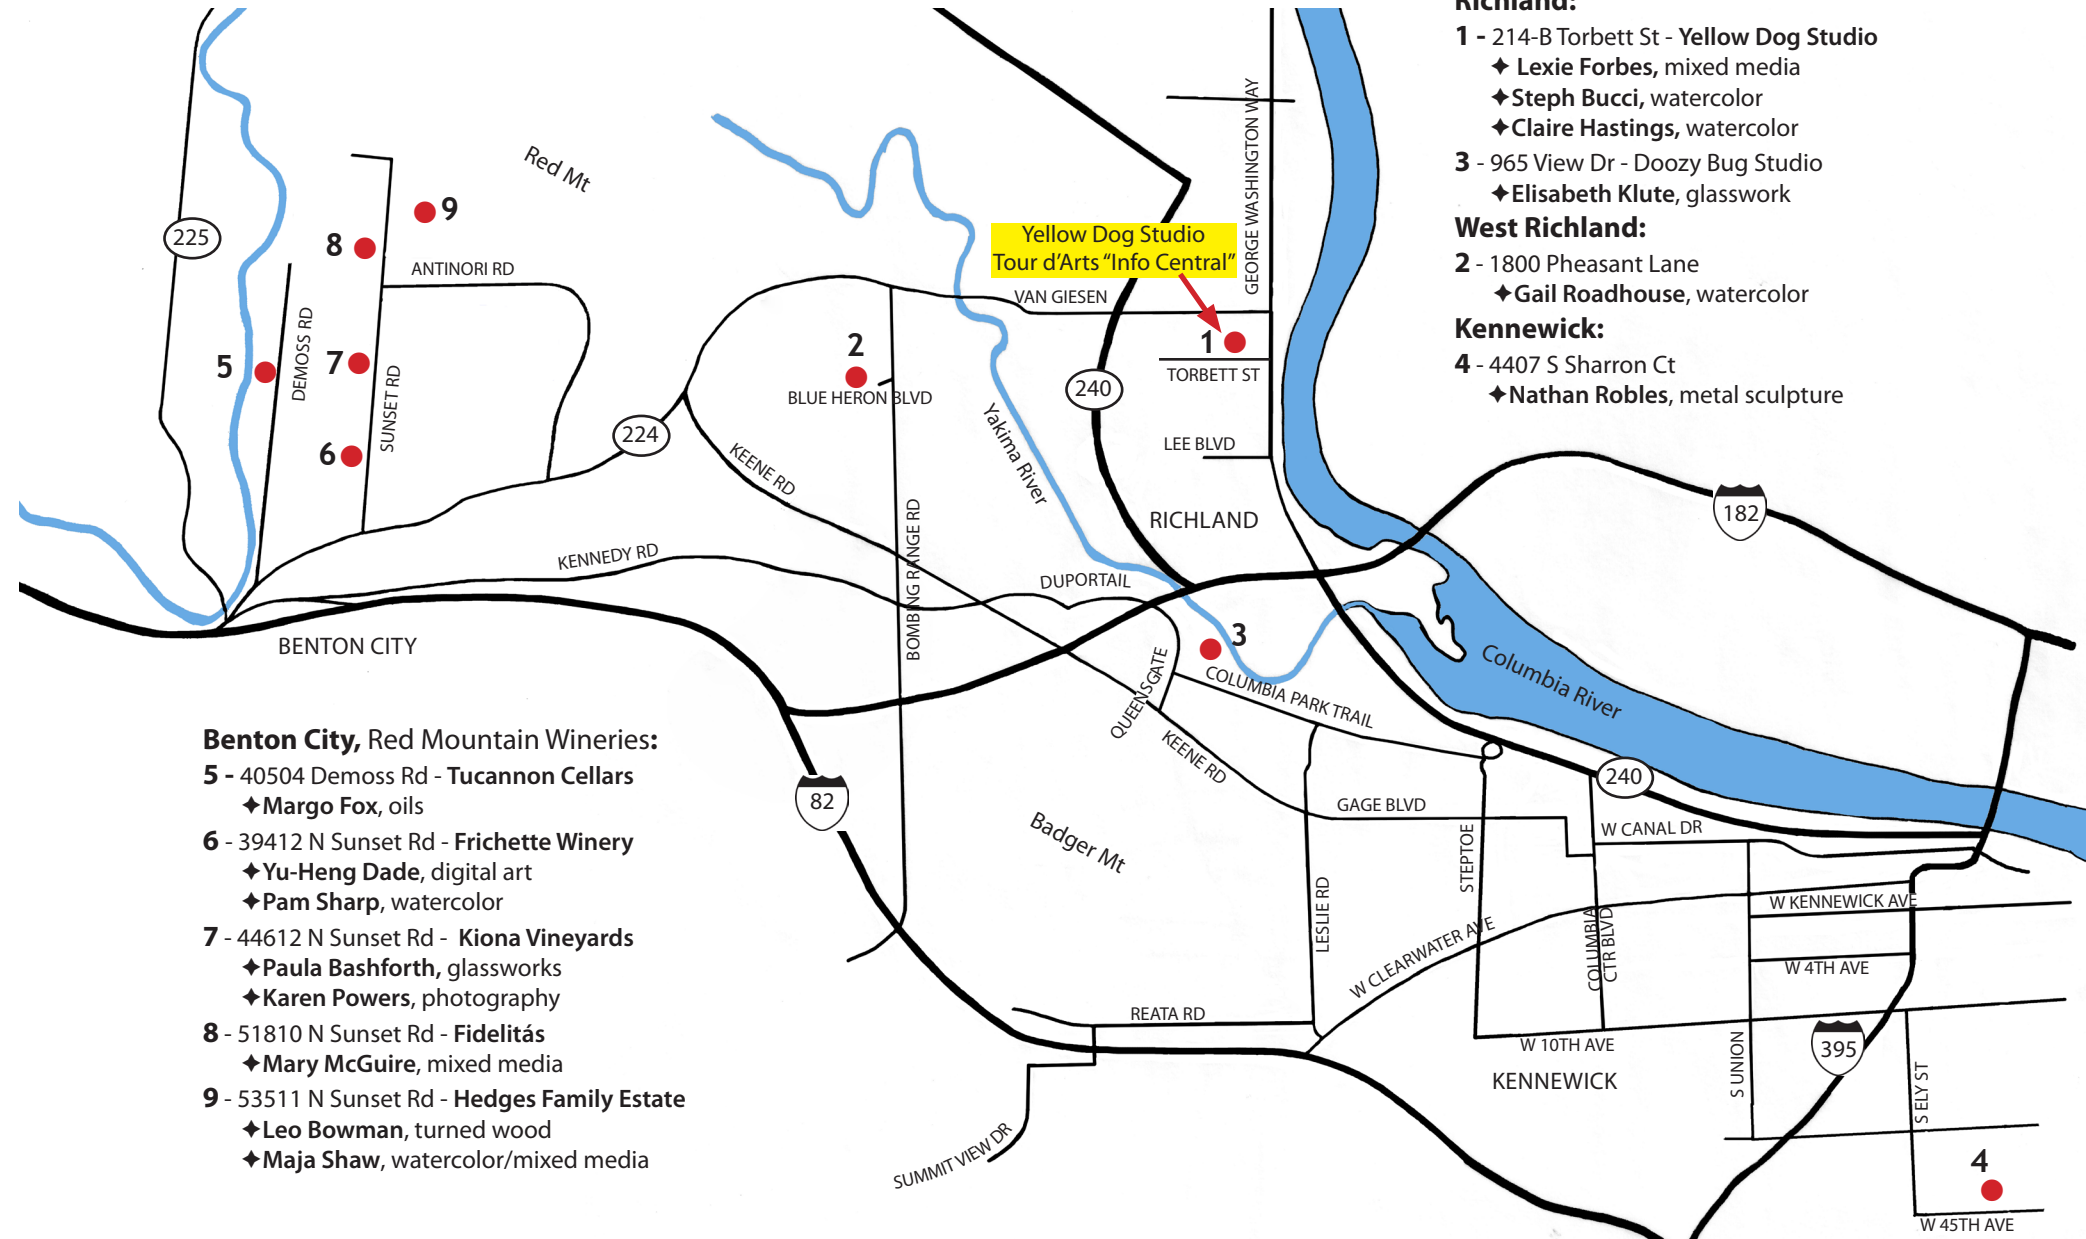 Richland:
1 - 214-B Torbett St - Yellow Dog Studio
✦ Lexie Forbes, mixed media
✦Steph Bucci, watercolor
✦Claire Hastings, watercolor
3 - 965 View Dr - Doozy Bug Studio
✦Elisabeth Klute, glasswork
West Richland:
2 - 1800 Pheasant Lane
✦Gail Roadhouse, watercolor
Kennewick:
4 - 4407 S Sharron Ct
✦Nathan Robles, metal sculpture
Red Mt
225
9
8
ANTINORI RD
DEMOSS RD
5
7
SUNSET RD
6
224
KEENE RD
2
BLUE HERON BLVD
BOMBING RANGE RD
Yellow Dog Studio
Tour d'Arts “Info Central”
GEORGE WASHINGTON WAY
VAN GIESEN
1
TORBETT ST
240
LEE BLVD
Yakima River
RICHLAND
182
KENNEDY RD
DUPORTAIL
BENTON CITY
3
QUEENSGATE
COLUMBIA PARK TRAIL
Columbia River
KEENE RD
82
Badger Mt
240
GAGE BLVD
W CANAL DR
STEPTOE
LESLIE RD
W CLEARWATER AVE
COLUMBIA
CTR BLVD
W KENNEWICK AVE
W 4TH AVE
REATA RD
W 10TH AVE
KENNEWICK
S UNION
395
S ELY ST
SUMMIT VIEW DR
4
W 45TH AVE
Benton City, Red Mountain Wineries:
5 - 40504 Demoss Rd - Tucannon Cellars
✦Margo Fox, oils
6 - 39412 N Sunset Rd - Frichette Winery
✦Yu-Heng Dade, digital art
✦Pam Sharp, watercolor
7 - 44612 N Sunset Rd - Kiona Vineyards
✦Paula Bashforth, glassworks
✦Karen Powers, photography
8 - 51810 N Sunset Rd - Fidelitás
✦Mary McGuire, mixed media
9 - 53511 N Sunset Rd - Hedges Family Estate
✦Leo Bowman, turned wood
✦Maja Shaw, watercolor/mixed media